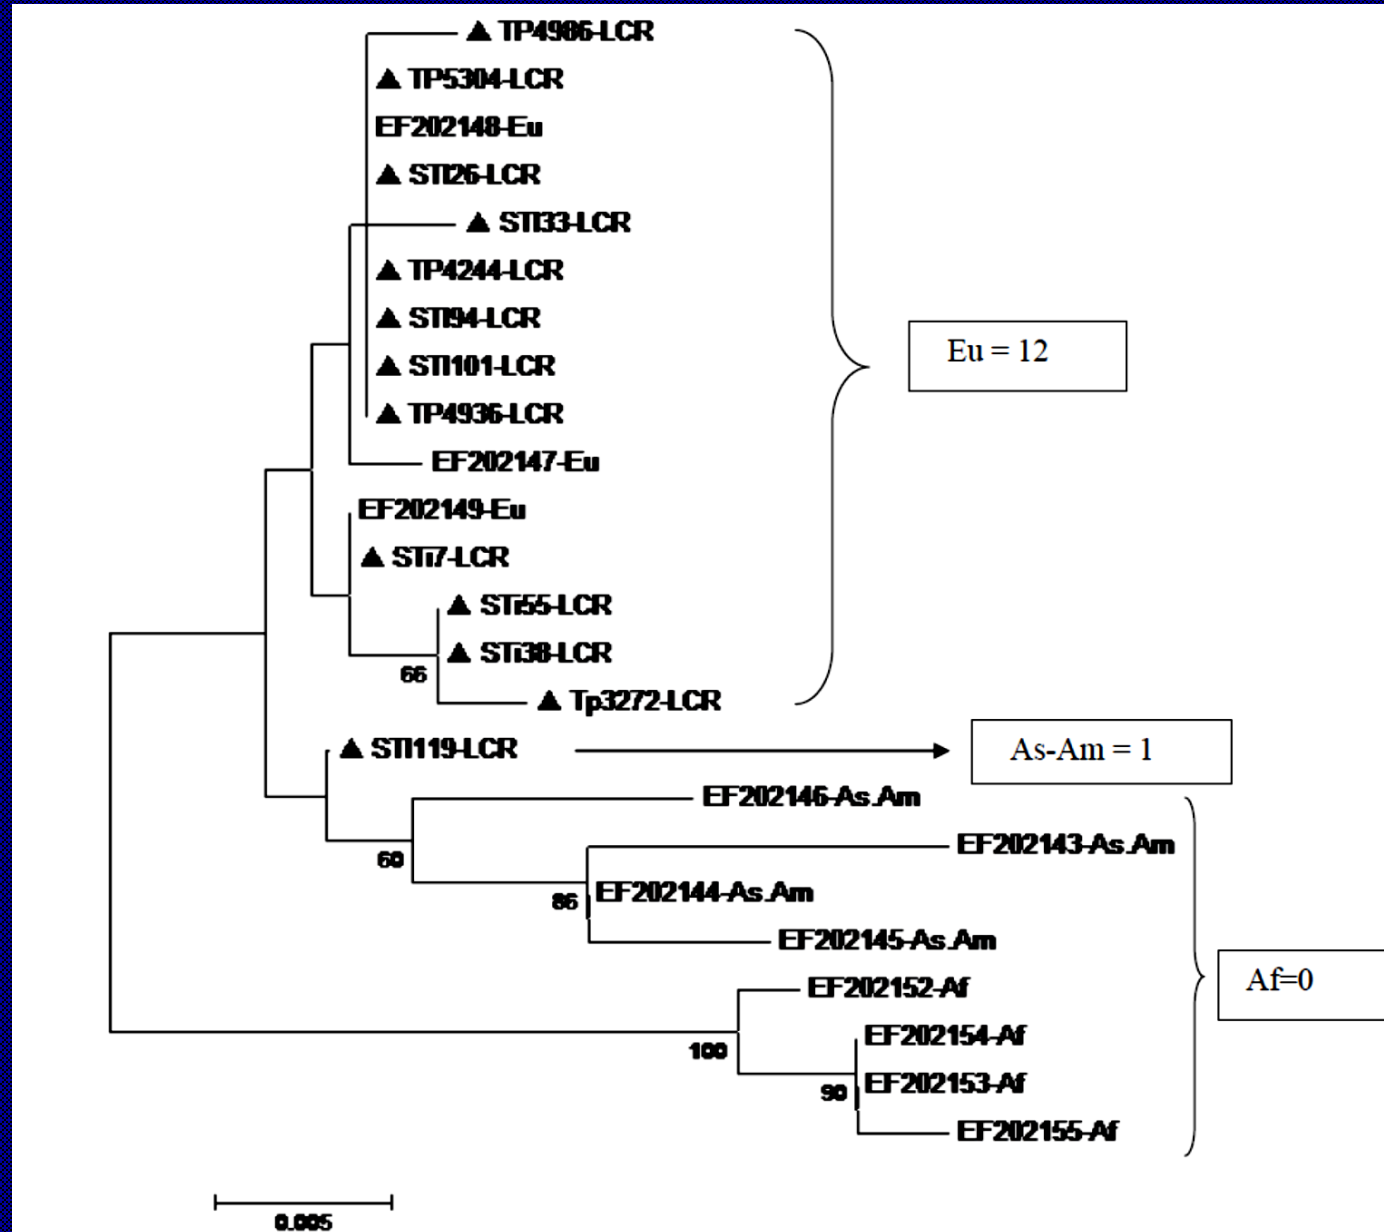 ▲ TP4986-LCR
▲ TP5304-LCR
EF202148-Eu
▲ STI26-LCR
▲ STI33-LCR
▲ TP4244-LCR
▲ STI94-LCR
▲ STI101-LCR
▲ TP4936-LCR
EF202147-Eu
EF202149-Eu
▲ STi7-LCR
▲ STi55-LCR
▲ STi38-LCR
66
▲ Tp3272-LCR
Eu = 12
▲ STI119-LCR
As-Am = 1
EF202146-As.Am
60
EF202143-As.Am
86
EF202144-As.Am
EF202145-As.Am
EF202152-Af
100
EF202154-Af
90
EF202153-Af
EF202155-Af
Af=0
0.005